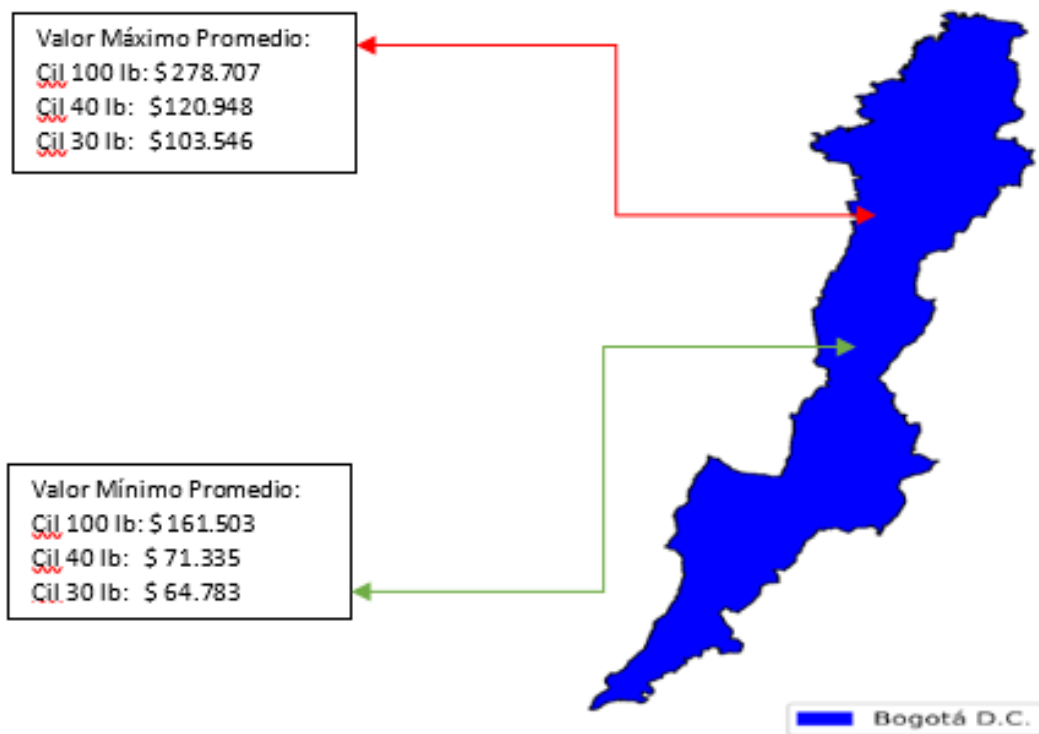 Valor Máximo Promedio:
Cil 100 lb: $ 278.707
Cil 40 lb: $120.948
Cil 30 lb: $103.546
Valor Mínimo Promedio:
Cil 100 lb: $ 161.503
Cil 40 lb: $ 71.335
Cil 30 lb: $ 64.783
Bogotá D.C.